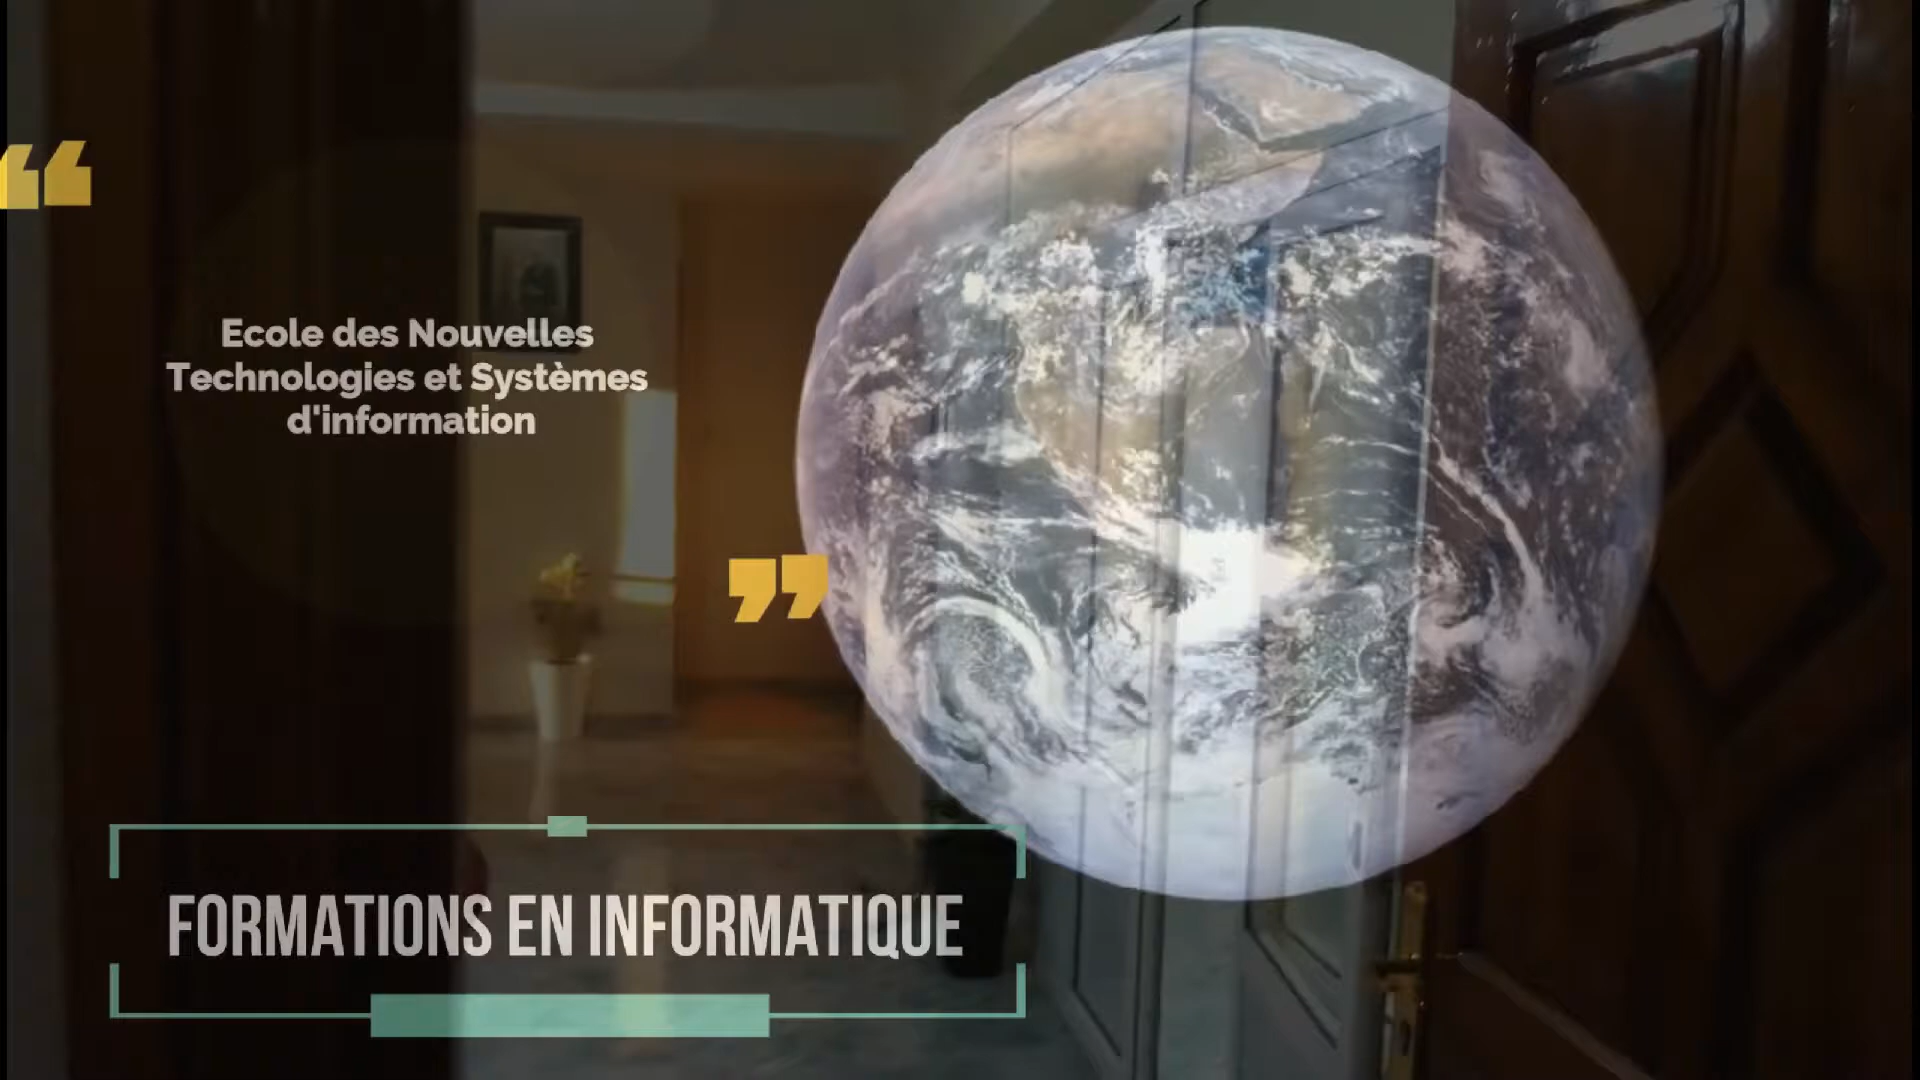 Ecole des Nouvelles
Technologies et Systèmes
d'information
FORMATIONS EN INFORMATIQUE